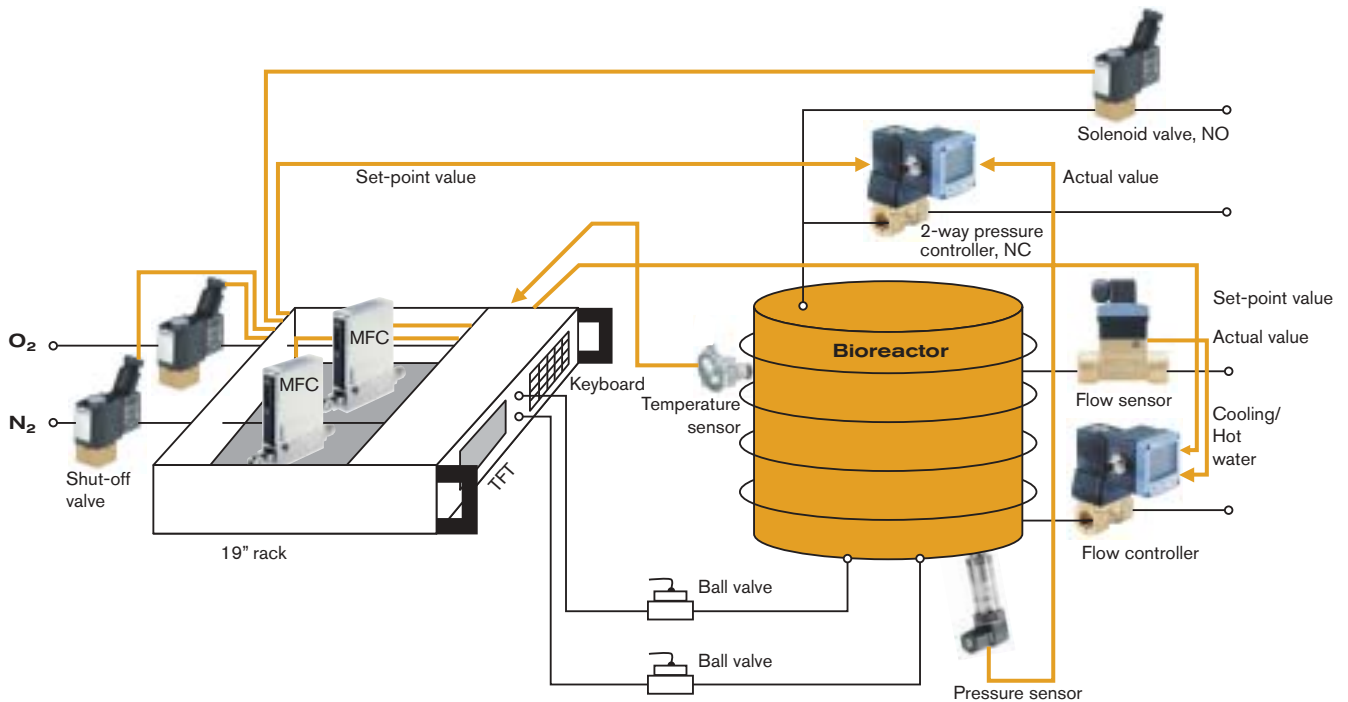 Solenoid valve, NO
Set-point value
Actual value
2-way pressure
controller, NC
Set-point value
Actual value
O₂
MFC
Bioreactor
MFC
Keyboard
Temperature
sensor
Flow sensor
N₂
Cooling/
Hot
water
Shut-off
valve
TFT
19” rack
Flow controller
Ball valve
Ball valve
Pressure sensor